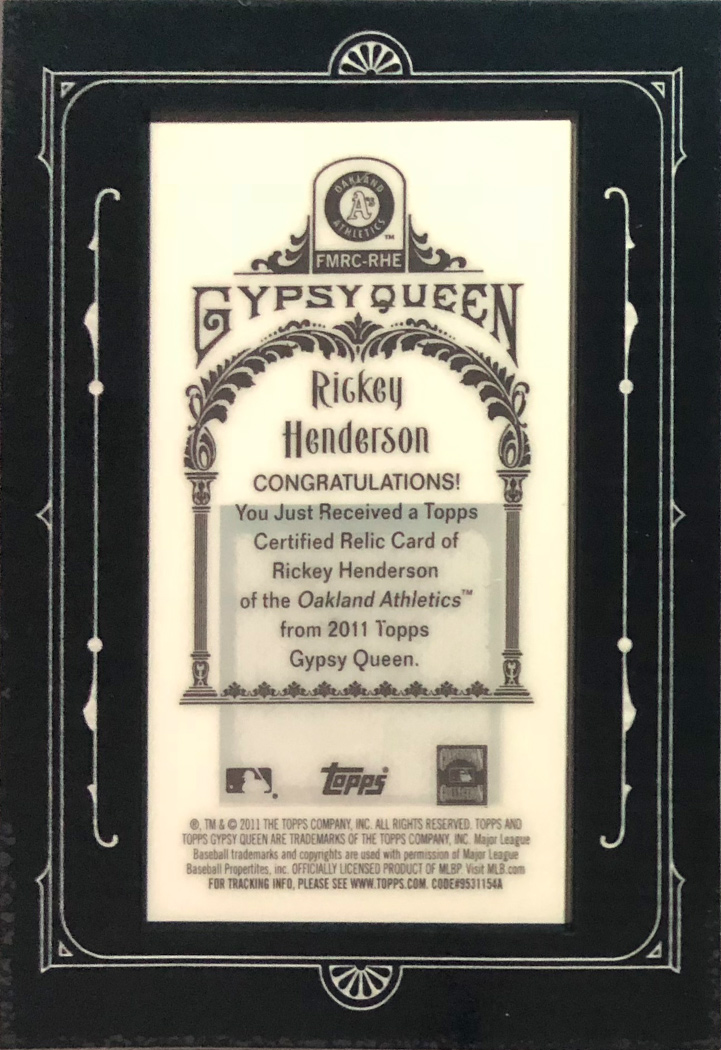 OAKLAND
A's
ATHLETICS
™
FMRC-RHE
GYPSY QUEEN
Rickey
Henderson
CONGRATULATIONS!
You Just Received a Topps
Certified Relic Card of
Rickey Henderson
of the Oakland Athletics™
from 2011 Topps
Gypsy Queen.
topps®
COOPERSTOWN
COLLECTION
®, TM & © 2011 THE TOPPS COMPANY, INC. ALL RIGHTS RESERVED. TOPPS AND
TOPPS GYPSY QUEEN ARE TRADEMARKS OF THE TOPPS COMPANY, INC. Major League
Baseball trademarks and copyrights are used with permission of Major League
Baseball Propertites, inc. OFFICIALLY LICENSED PRODUCT OF MLBP. Visit MLB.com
FOR TRACKING INFO, PLEASE SEE WWW.TOPPS.COM. CODE#9531154A